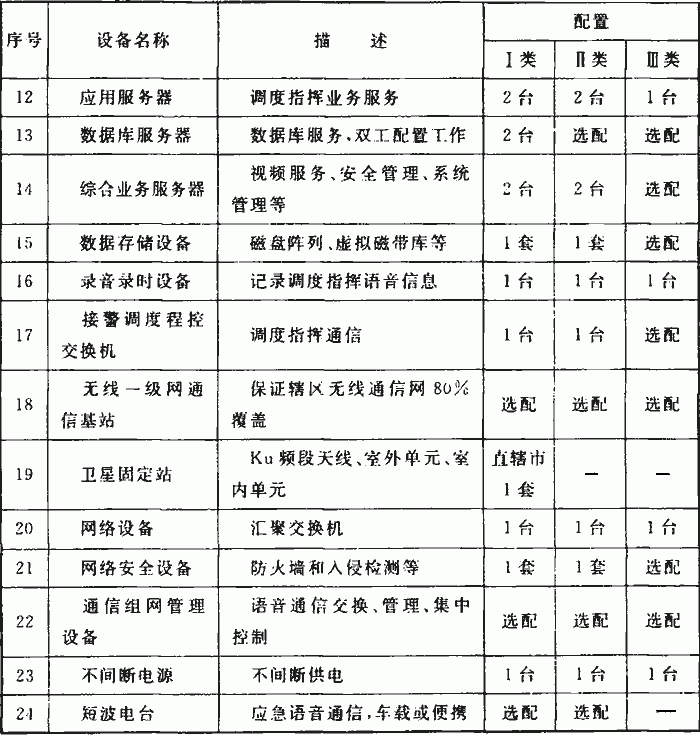 序号 设备名称 描 述 配置
Ⅰ类 Ⅱ类 Ⅲ类
12 应用服务器 调度指挥业务服务 2台 2台 1台
13 数据库服务器 数据库服务,双工配置工作 2台 选配 选配
14 综合业务服务器 视频服务、安全管理、系统 2台 2台 选配
管理等
15 数据存储设备 磁盘阵列、虚拟磁带库等 1套 1套 选配
16 录音录时设备 记录调度指挥语音信息 1台 1台 1台
17 接警调度程控 调度指挥通信 1台 1台 选配
交换机
18 无线一级网通 保证辖区无线通信网80% 选配 选配 选配
信基站 覆盖
19 卫星固定站 Ku频段天线、室外单元、室 直辖市 — —
内单元 1套
20 网络设备 汇聚交换机 1台 1台 1台
21 网络安全设备 防火墙和入侵检测等 1套 1套 选配
22 通信组网管理 语音通信交换、管理、集中 选配 选配 选配
设备 控制
23 不间断电源 不间断供电 1台 1台 1台
24 短波电台 应急语音通信,车载或便携 选配 选配 —